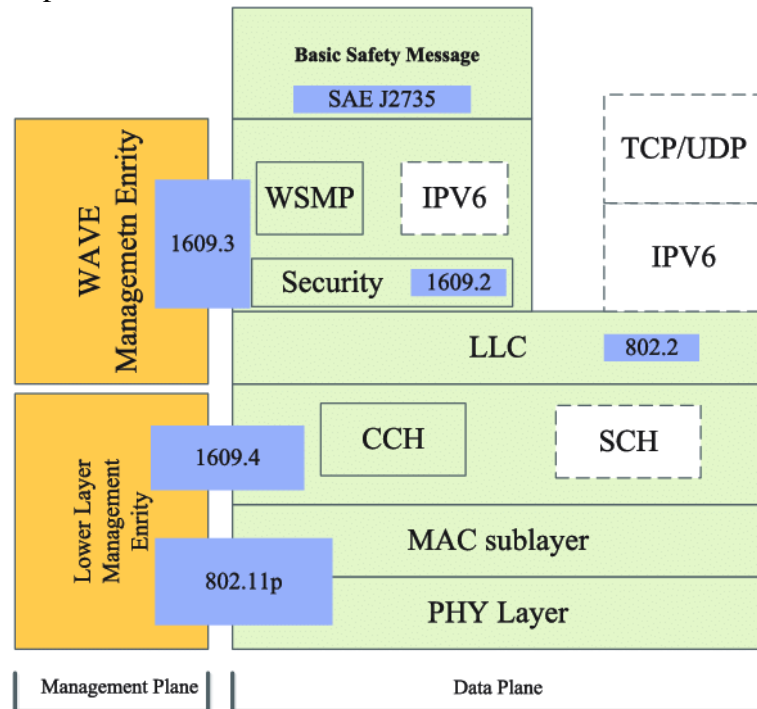 Basic Safety Message
SAE J2735
TCP/UDP
IPV6
WAVE
Managemetn Enrity
1609.3
WSMP
IPV6
Security
1609.2
LLC
802.2
Lower Layer
Management
Enrity
1609.4
CCH
SCH
MAC sublayer
802.11p
PHY Layer
Management Plane
Data Plane